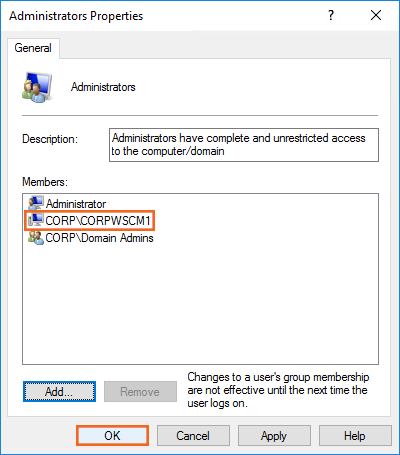 Administrators Properties
?
General
Administrators
Description:
Administrators have complete and unrestricted access
to the computer/domain
Members:
Administrator
CORP\CORPWSCM1
CORP\Domain Admins
Add...
Remove
Changes to a user's group membership
are not effective until the next time the
user logs on.
OK
Cancel
Apply
Help